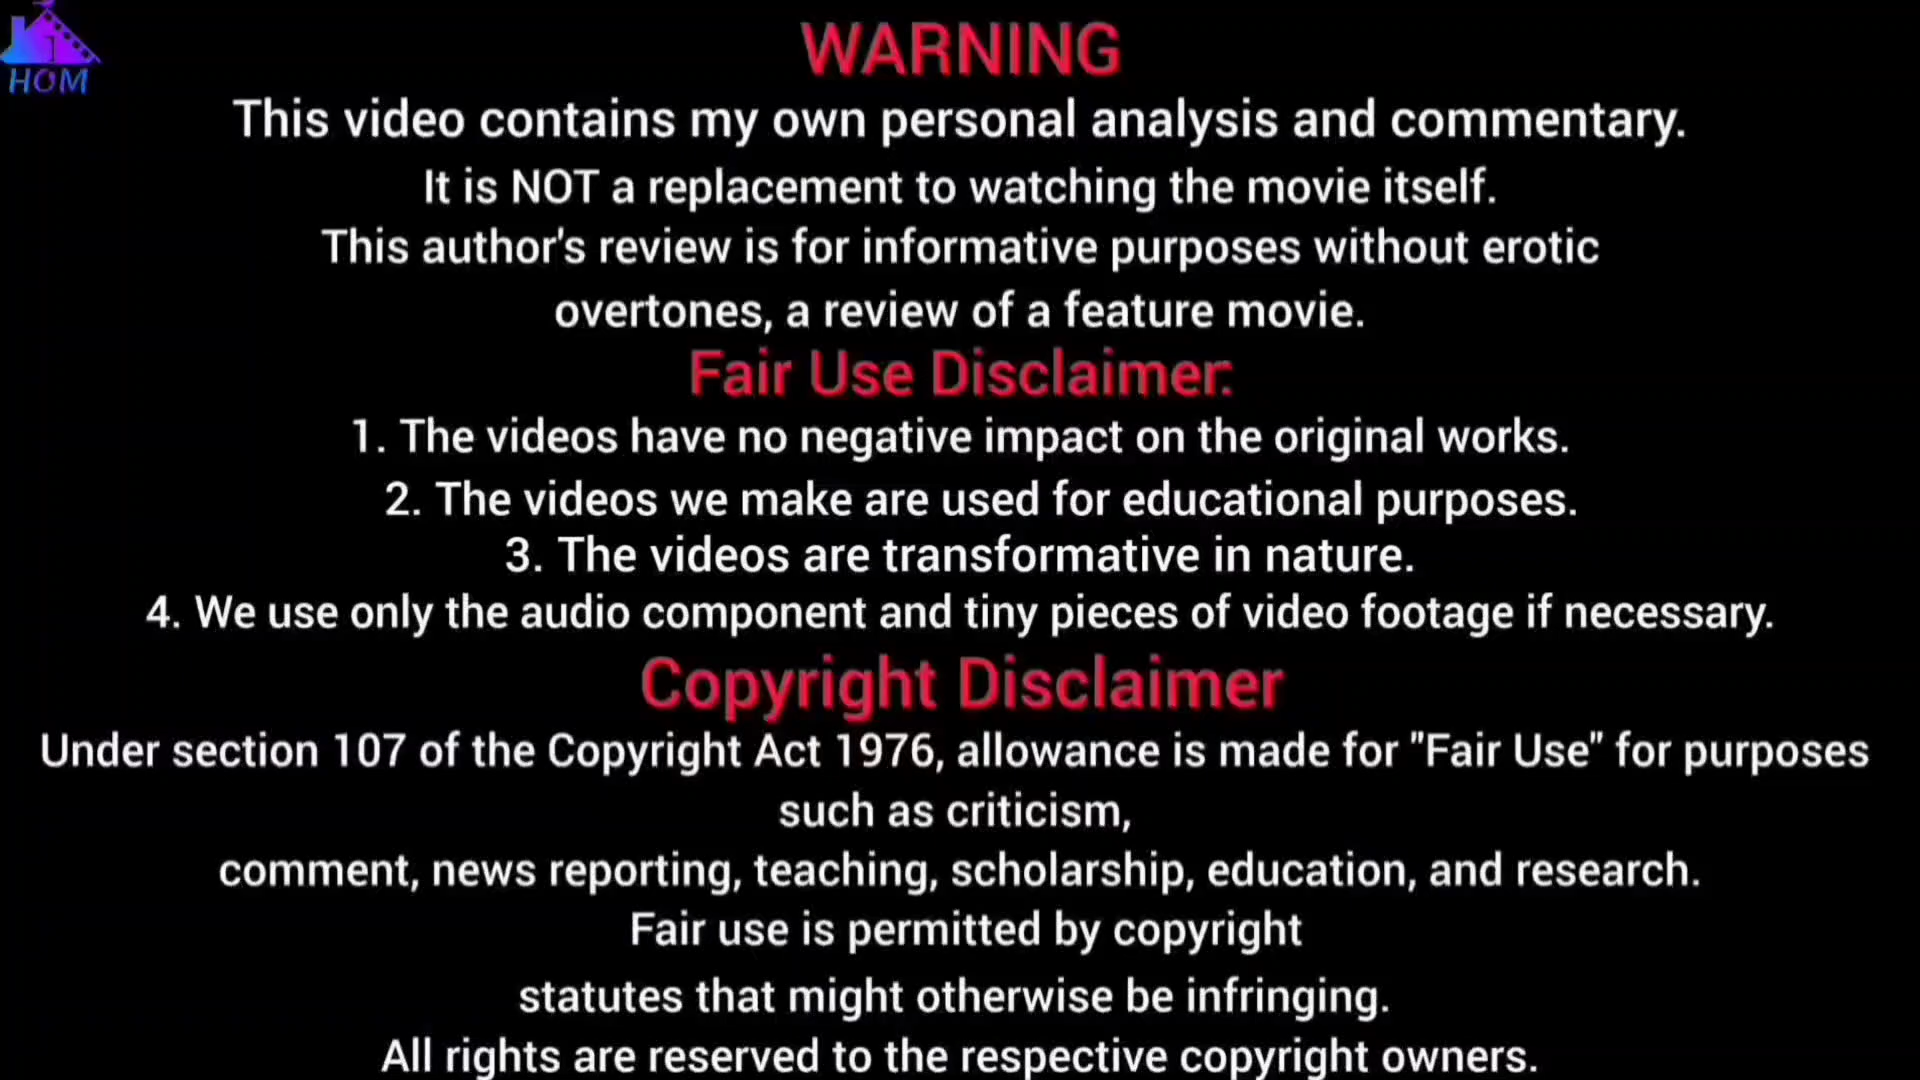 HOM
WARNING
This video contains my own personal analysis and commentary.
It is NOT a replacement to watching the movie itself.
This author's review is for informative purposes without erotic
overtones, a review of a feature movie.
Fair Use Disclaimer:
1. The videos have no negative impact on the original works.
2. The videos we make are used for educational purposes.
3. The videos are transformative in nature.
4. We use only the audio component and tiny pieces of video footage if necessary.
Copyright Disclaimer
Under section 107 of the Copyright Act 1976, allowance is made for "Fair Use" for purposes
such as criticism,
comment, news reporting, teaching, scholarship, education, and research.
Fair use is permitted by copyright
statutes that might otherwise be infringing.
All rights are reserved to the respective copyright owners.